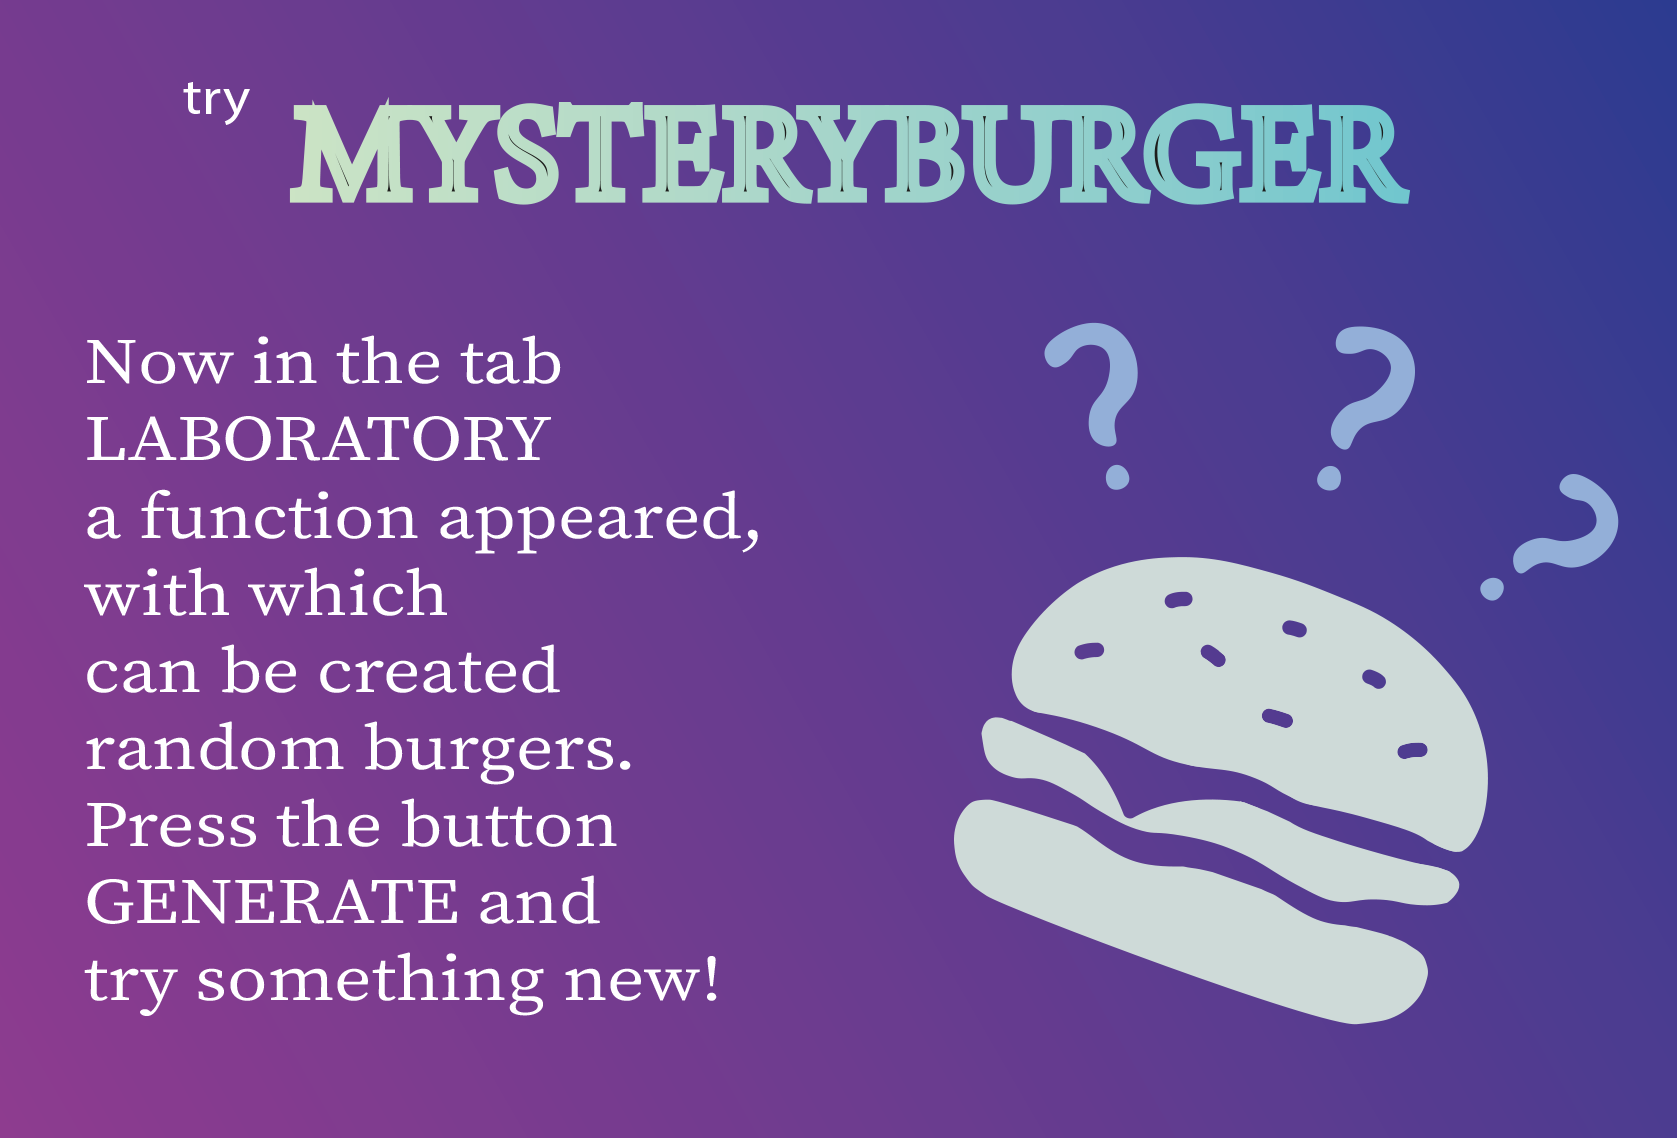 try
MYSTERYBURGER
Now in the tab
LABORATORY
a function appeared,
with which
can be created
random burgers.
Press the button
GENERATE and
try something new!
???